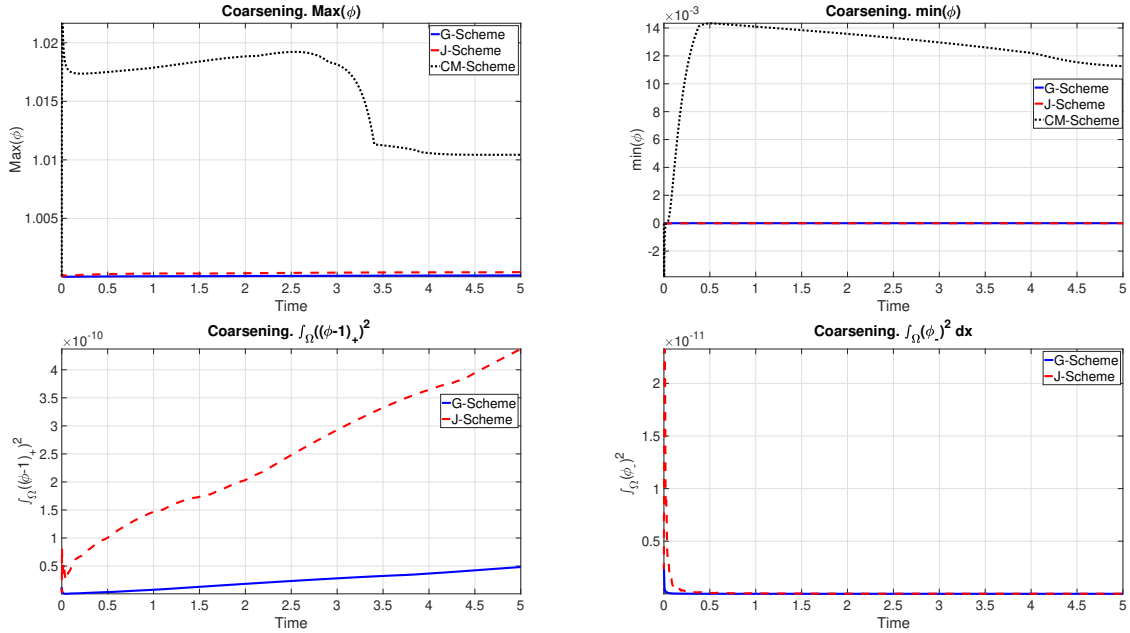 Coarsening. Max(ϕ)
1.02
1.015
1.01
1.005
Max(ϕ)
G-Scheme
J-Scheme
CM-Scheme
0 0.5 1 1.5 2 2.5 3 3.5 4 4.5 5
Time
×10⁻³ Coarsening. min(ϕ)
14
12
10
8
6
4
2
0
-2
min(ϕ)
G-Scheme
J-Scheme
CM-Scheme
0 0.5 1 1.5 2 2.5 3 3.5 4 4.5 5
Time
×10⁻¹⁰ Coarsening. ∫_Ω((ϕ-1)₊)²
4
3.5
3
2.5
2
1.5
1
0.5
∫_Ω((ϕ-1)₊)²
G-Scheme
J-Scheme
0 0.5 1 1.5 2 2.5 3 3.5 4 4.5 5
Time
×10⁻¹¹ Coarsening. ∫_Ω(ϕ₋)² dx
2
1.5
1
0.5
∫_Ω(ϕ₋)²
G-Scheme
J-Scheme
0 0.5 1 1.5 2 2.5 3 3.5 4 4.5 5
Time